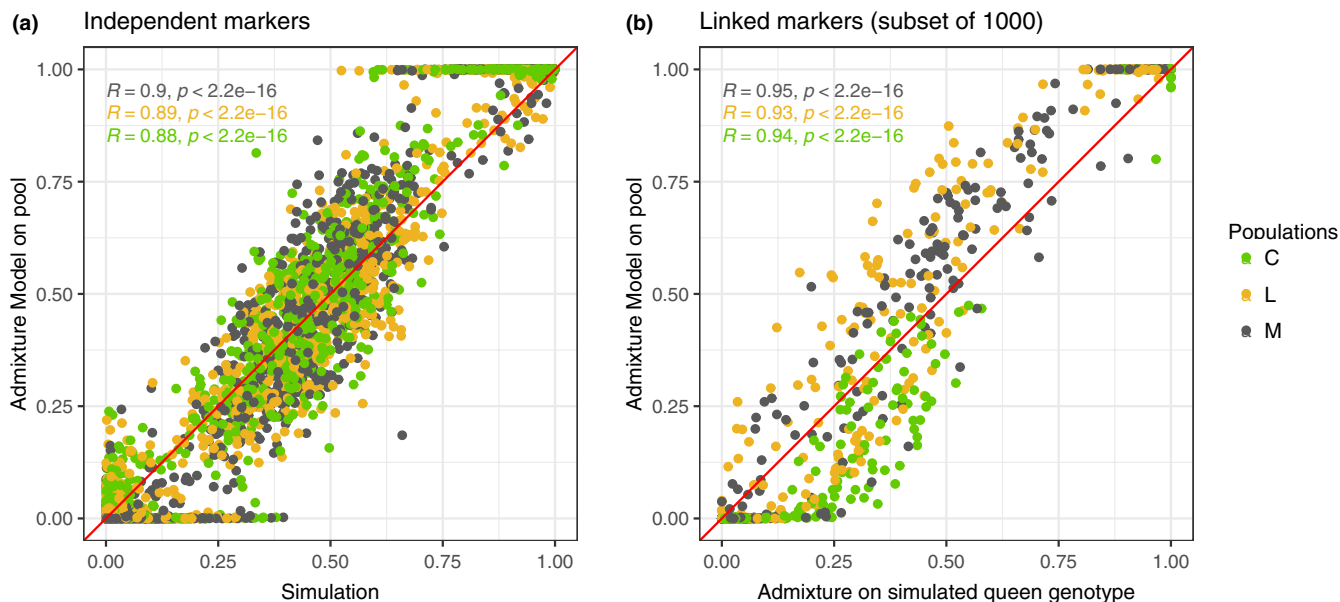 (a) Independent markers
1.00
0.75
0.50
0.25
0.00
Admixture Model on pool
R = 0.9, p < 2.2e−16
R = 0.89, p < 2.2e−16
R = 0.88, p < 2.2e−16
0.00 0.25 0.50 0.75 1.00
Simulation
(b) Linked markers (subset of 1000)
1.00
0.75
0.50
0.25
0.00
Admixture Model on pool
R = 0.95, p < 2.2e−16
R = 0.93, p < 2.2e−16
R = 0.94, p < 2.2e−16
0.00 0.25 0.50 0.75 1.00
Admixture on simulated queen genotype
Populations
a C
a L
a M